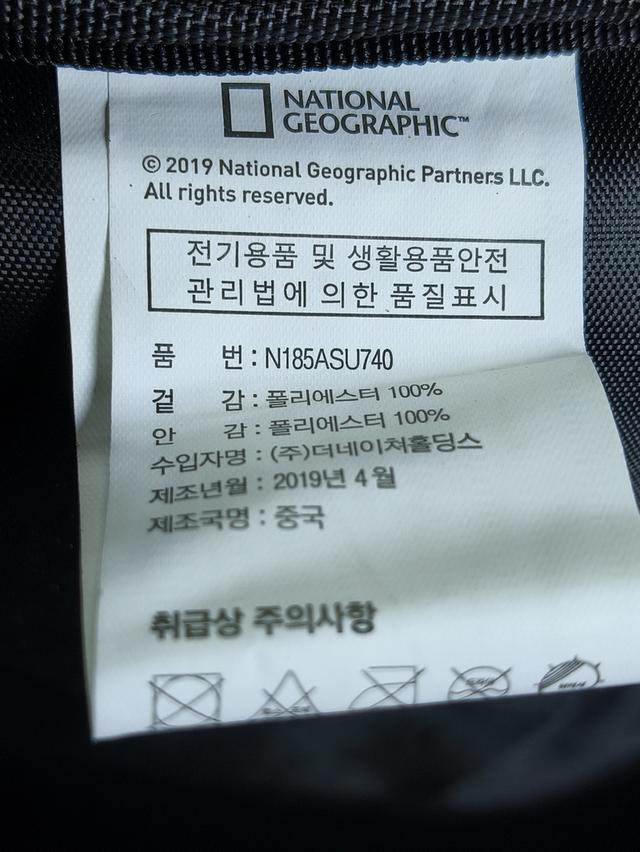 NATIONAL
GEOGRAPHIC™
© 2019 National Geographic Partners LLC.
All rights reserved.
전기용품 및 생활용품안전
관리법에 의한 품질표시
품 번 : N185ASU740
겉 감 : 폴리에스터 100%
안 감 : 폴리에스터 100%
수입자명 : (주)더네이쳐홀딩스
제조년월 : 2019년 4월
제조국명 : 중국
취급상 주의사항